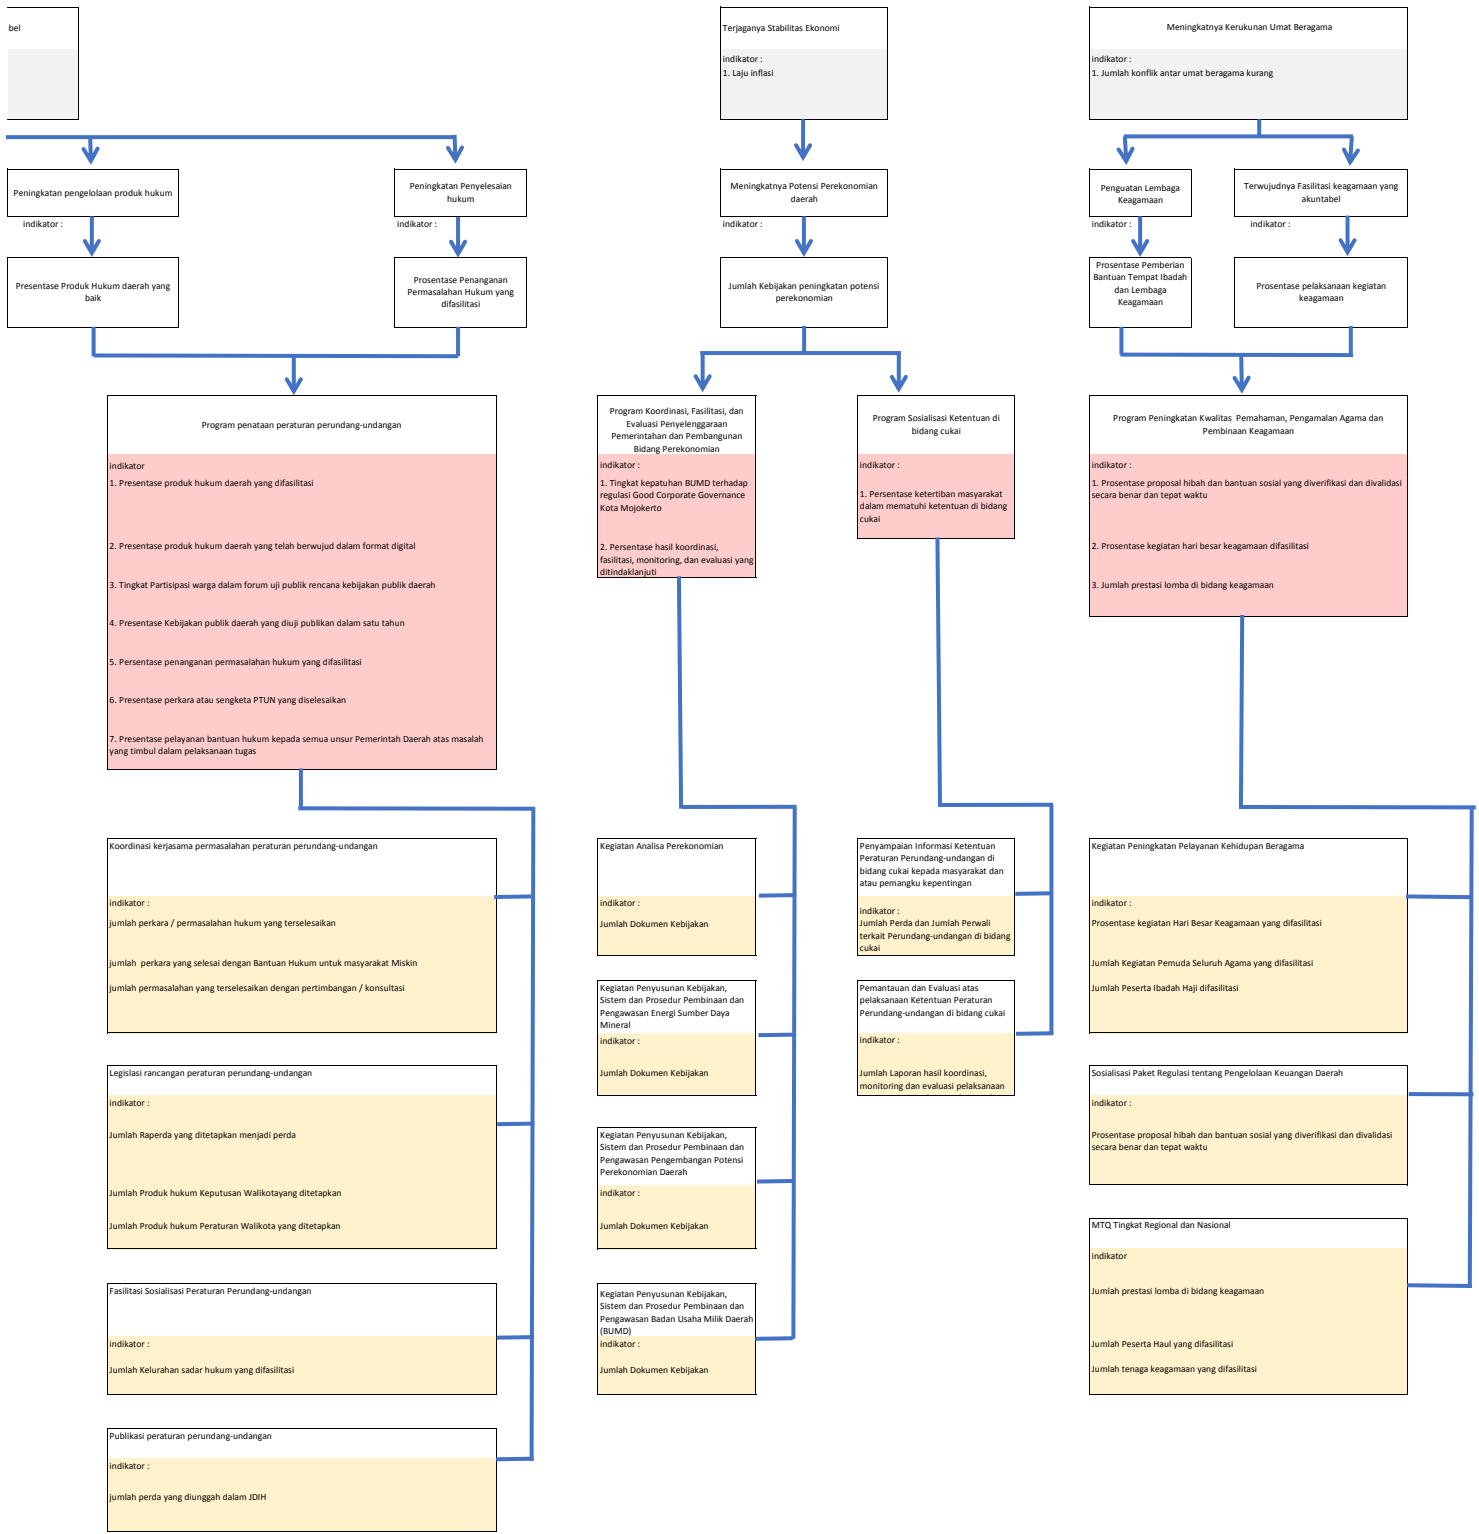 bel
Terjaganya Stabilitas Ekonomi
indikator :
1. Laju inflasi
Meningkatnya Kerukunan Umat Beragama
indikator :
1. Jumlah konflik antar umat beragama kurang
Peningkatan pengelolaan produk hukum
indikator :
Peningkatan Penyelesaian
hukum
indikator :
Meningkatnya Potensi Perekonomian
daerah
indikator :
Penguatan Lembaga
Keagamaan
indikator :
Terwujudnya Fasilitasi keagamaan yang
akuntabel
indikator :
Presentase Produk Hukum daerah yang
baik
Prosentase Penanganan
Permasalahan Hukum yang
difasilitasi
Jumlah Kebijakan peningkatan potensi
perekonomian
Prosentase Pemberian
Bantuan Tempat Ibadah
dan Lembaga
Keagamaan
Prosentase pelaksanaan kegiatan
keagamaan
Program penataan peraturan perundang-undangan
indikator
1. Presentase produk hukum daerah yang difasilitasi
2. Presentase produk hukum daerah yang telah berwujud dalam format digital
3. Tingkat Partisipasi warga dalam forum uji publik rencana kebijakan publik daerah
4. Presentase Kebijakan publik daerah yang diuji publikan dalam satu tahun
5. Persentase penanganan permasalahan hukum yang difasilitasi
6. Presentase perkara atau sengketa PTUN yang diselesaikan
7. Presentase pelayanan bantuan hukum kepada semua unsur Pemerintah Daerah atas masalah
yang timbul dalam pelaksanaan tugas
Program Koordinasi, Fasilitasi, dan
Evaluasi Penyelenggaraan
Pemerintahan dan Pembangunan
Bidang Perekonomian
indikator :
1. Tingkat kepatuhan BUMD terhadap
regulasi Good Corporate Governance
Kota Mojokerto
2. Persentase hasil koordinasi,
fasilitasi, monitoring, dan evaluasi yang
ditindaklanjuti
Program Sosialisasi Ketentuan di
bidang cukai
indikator :
1. Persentase ketertiban masyarakat
dalam mematuhi ketentuan di bidang
cukai
Program Peningkatan Kwalitas  Pemahaman, Pengamalan Agama dan
Pembinaan Keagamaan
indikator :
1. Prosentase proposal hibah dan bantuan sosial yang diverifikasi dan divalidasi
secara benar dan tepat waktu
2. Prosentase kegiatan hari besar keagamaan difasilitasi
3. Jumlah prestasi lomba di bidang keagamaan
Koordinasi kerjasama permasalahan peraturan perundang-undangan
indikator :
jumlah perkara / permasalahan hukum yang terselesaikan
jumlah  perkara yang selesai dengan Bantuan Hukum untuk masyarakat Miskin
jumlah permasalahan yang terselesaikan dengan pertimbangan / konsultasi
Legislasi rancangan peraturan perundang-undangan
indikator :
Jumlah Raperda yang ditetapkan menjadi perda
Jumlah Produk hukum Keputusan Walikotayang ditetapkan
Jumlah Produk hukum Peraturan Walikota yang ditetapkan
Fasilitasi Sosialisasi Peraturan Perundang-undangan
indikator :
Jumlah Kelurahan sadar hukum yang difasilitasi
Publikasi peraturan perundang-undangan
indikator :
jumlah perda yang diunggah dalam JDIH
Kegiatan Analisa Perekonomian
indikator :
Jumlah Dokumen Kebijakan
Kegiatan Penyusunan Kebijakan,
Sistem dan Prosedur Pembinaan dan
Pengawasan Energi Sumber Daya
Mineral
indikator :
Jumlah Dokumen Kebijakan
Kegiatan Penyusunan Kebijakan,
Sistem dan Prosedur Pembinaan dan
Pengawasan Pengembangan Potensi
Perekonomian Daerah
indikator :
Jumlah Dokumen Kebijakan
Kegiatan Penyusunan Kebijakan,
Sistem dan Prosedur Pembinaan dan
Pengawasan Badan Usaha Milik Daerah
(BUMD)
indikator :
Jumlah Dokumen Kebijakan
Penyampaian Informasi Ketentuan
Peraturan Perundang-undangan di
bidang cukai kepada masyarakat dan
atau pemangku kepentingan
indikator :
Jumlah Perda dan Jumlah Perwali
terkait Perundang-undangan di bidang
cukai
Pemantauan dan Evaluasi atas
pelaksanaan Ketentuan Peraturan
Perundang-undangan di bidang cukai
indikator :
Jumlah Laporan hasil koordinasi,
monitoring dan evaluasi pelaksanaan
Kegiatan Peningkatan Pelayanan Kehidupan Beragama
indikator :
Prosentase kegiatan Hari Besar Keagamaan yang difasilitasi
Jumlah Kegiatan Pemuda Seluruh Agama yang difasilitasi
Jumlah Peserta Ibadah Haji difasilitasi
Sosialisasi Paket Regulasi tentang Pengelolaan Keuangan Daerah
indikator :
Prosentase proposal hibah dan bantuan sosial yang diverifikasi dan divalidasi
secara benar dan tepat waktu
MTQ Tingkat Regional dan Nasional
indikator
Jumlah prestasi lomba di bidang keagamaan
Jumlah Peserta Haul yang difasilitasi
Jumlah tenaga keagamaan yang difasilitasi